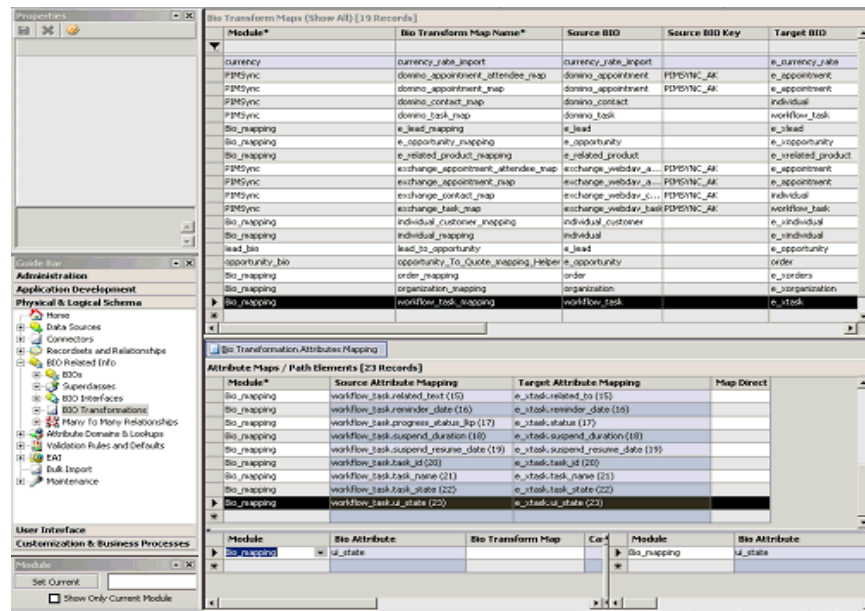 Properties
Bio Transform Maps (Show All) [19 Records]
Module* Bio Transform Map Name* Source BIO Source BIO Key Target BIO
currency currency_rate_import currency_rate_import e_currency_rate
PIMSync domino_appointment_attendee_map domino_appointment PIMSYNC_AK e_appointment
PIMSync domino_appointment_map domino_appointment PIMSYNC_AK e_appointment
PIMSync domino_contact_map domino_contact individual
PIMSync domino_task_map domino_task workflow_task
Bio_mapping e_lead_mapping e_lead e_xlead
Bio_mapping e_opportunity_mapping e_opportunity e_xopportunity
Bio_mapping e_related_product_mapping e_related_product e_xrelated_product
PIMSync exchange_appointment_attendee_map exchange_webdav_a... PIMSYNC_AK e_appointment
PIMSync exchange_appointment_map exchange_webdav_a... PIMSYNC_AK e_appointment
PIMSync exchange_contact_map exchange_webdav_c... PIMSYNC_AK individual
PIMSync exchange_task_map exchange_webdav_task PIMSYNC_AK workflow_task
Bio_mapping individual_customer_mapping individual_customer e_xindividual
Bio_mapping individual_mapping individual e_xindividual
lead_bio lead_to_opportunity e_lead e_opportunity
opportunity_bio opportunity_To_Quote_mapping_Helper e_opportunity order
Bio_mapping order_mapping order e_xorders
Bio_mapping organization_mapping organization e_xorganization
Bio_mapping workflow_task_mapping workflow_task e_xtask
Guide Bar
Administration
Application Development
Physical & Logical Schema
Home
Data Sources
Connectors
Recordsets and Relationships
BIO Related Info
BIOs
Superclasses
BIO Interfaces
BIO Transformations
Many To Many Relationships
Attribute Domains & Lookups
Validation Rules and Defaults
EAI
Bulk Import
Maintenance
User Interface
Customization & Business Processes
Module
Set Current
Show Only Current Module
Bio Transformation Attributes Mapping
Attribute Maps / Path Elements [23 Records]
Module* Source Attribute Mapping Target Attribute Mapping Map Direct
Bio_mapping workflow_task.related_text (15) e_xtask.related_to (15)
Bio_mapping workflow_task.reminder_date (16) e_xtask.reminder_date (16)
Bio_mapping workflow_task.progress_status_lkp (17) e_xtask.status (17)
Bio_mapping workflow_task.suspend_duration (18) e_xtask.suspend_duration (18)
Bio_mapping workflow_task.suspend_resume_date (19) e_xtask.suspend_resume_date (19)
Bio_mapping workflow_task.task_id (20) e_xtask.task_id (20)
Bio_mapping workflow_task.task_name (21) e_xtask.task_name (21)
Bio_mapping workflow_task.task_state (22) e_xtask.task_state (22)
Bio_mapping workflow_task.ui_state (23) e_xtask.ui_state (23)
Module Bio Attribute Bio Transform Map Module Bio Attribute
Bio_mapping ui_state Bio_mapping ui_state